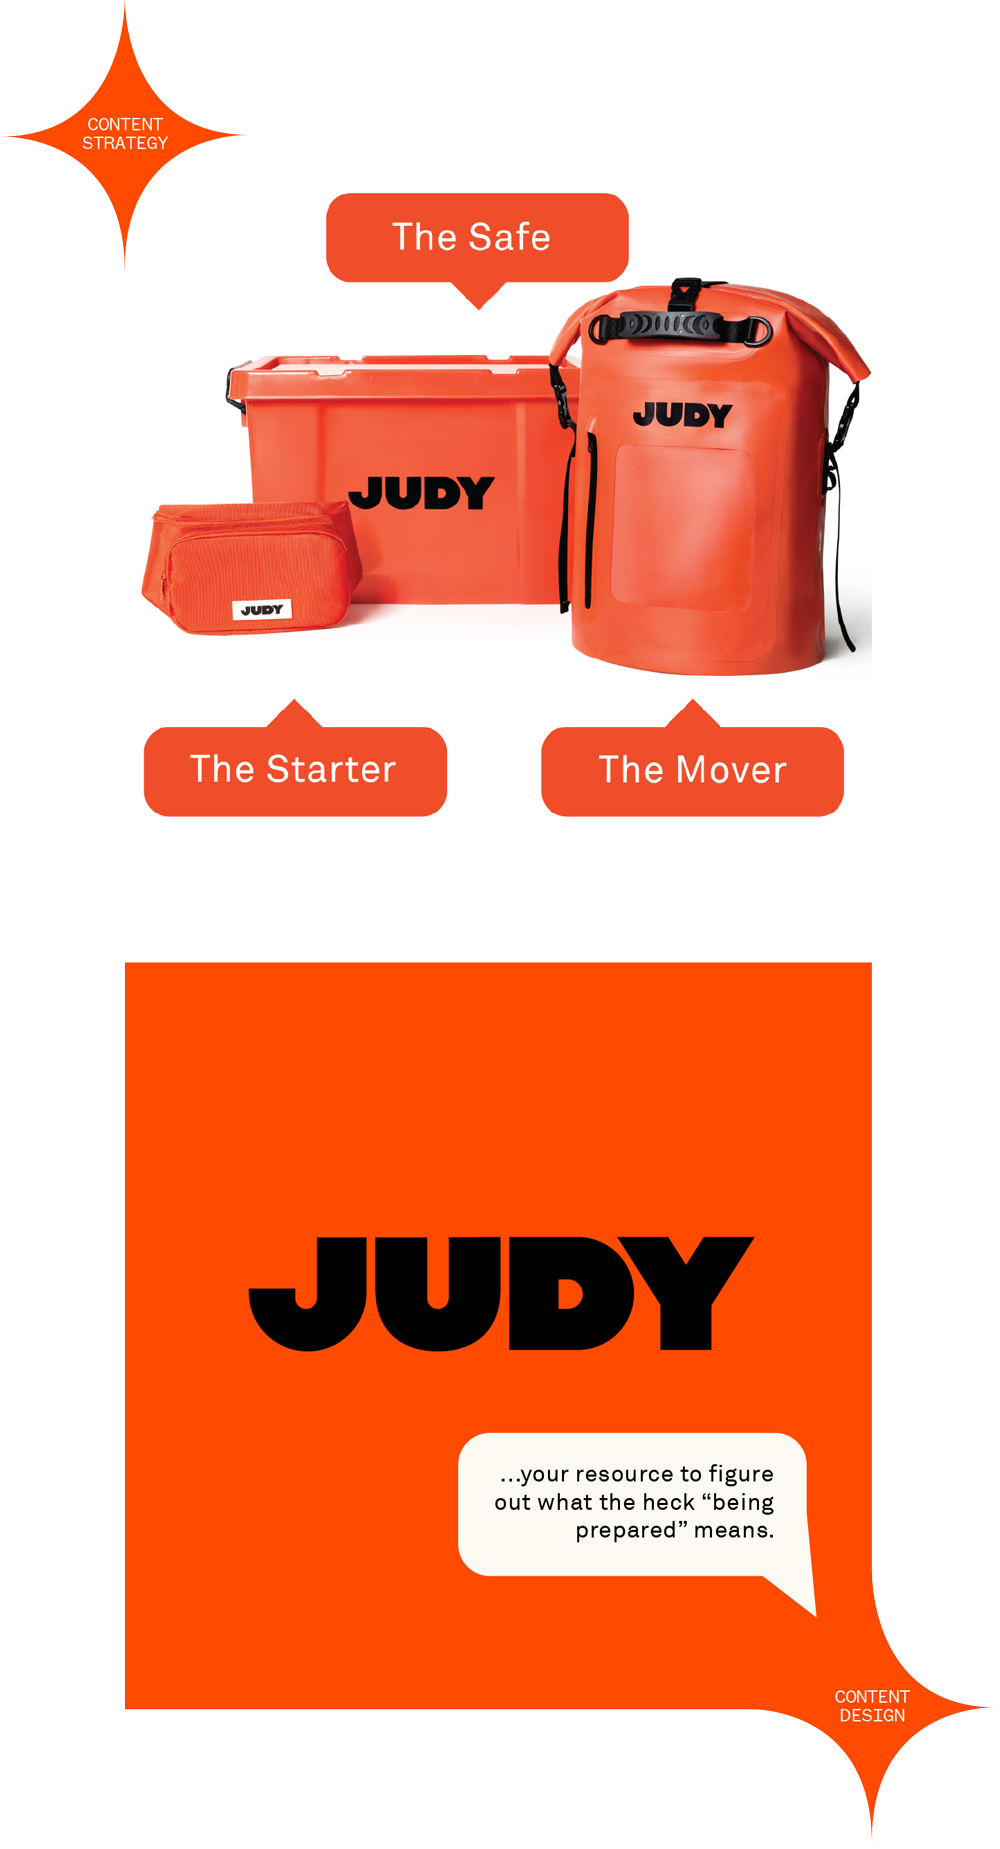 CONTENT
STRATEGY
The Safe
JUDY
JUDY
JUDY
The Starter
The Mover
JUDY
...your resource to figure
out what the heck “being
prepared” means.
CONTENT
DESIGN